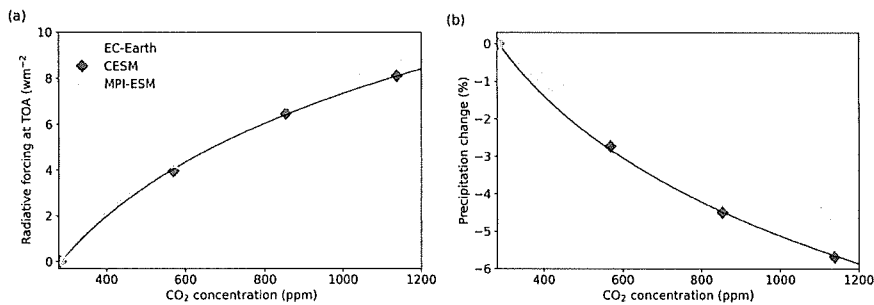 (a)
10
8
6
4
2
0
Radiative forcing at TOA (wm⁻²)
EC-Earth
CESM
MPI-ESM
400 600 800 1000 1200
CO₂ concentration (ppm)
(b)
0
−1
−2
−3
−4
−5
−6
Precipitation change (%)
400 600 800 1000 1200
CO₂ concentration (ppm)